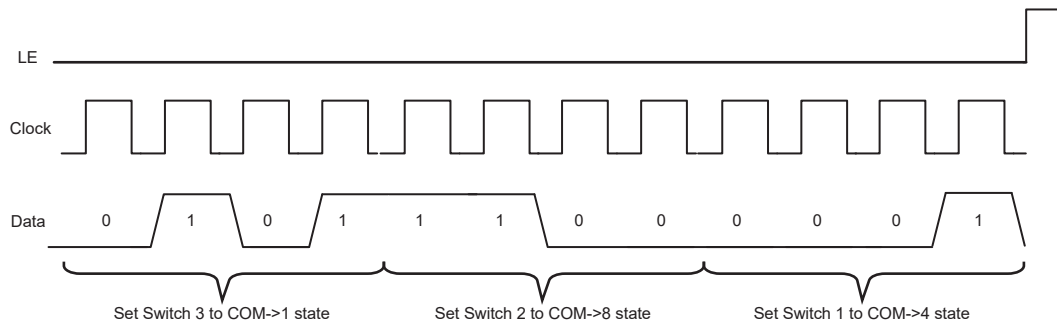 LE
Clock
Data 0 1 0 1 1 1 0 0 0 0 0 1
Set Switch 3 to COM->1 state Set Switch 2 to COM->8 state Set Switch 1 to COM->4 state